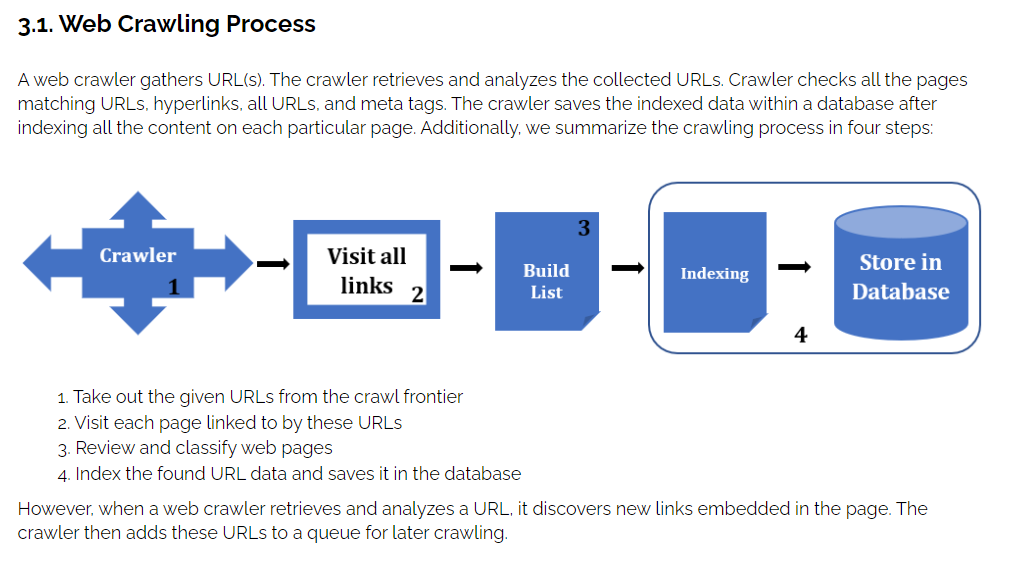 3.1. Web Crawling Process
A web crawler gathers URL(s). The crawler retrieves and analyzes the collected URLs. Crawler checks all the pages
matching URLs, hyperlinks, all URLs, and meta tags. The crawler saves the indexed data within a database after
indexing all the content on each particular page. Additionally, we summarize the crawling process in four steps:
Crawler
1
Visit all
links 2
3
Build
List
Indexing
4
Store in
Database
1. Take out the given URLs from the crawl frontier
2. Visit each page linked to by these URLs
3. Review and classify web pages
4. Index the found URL data and saves it in the database
However, when a web crawler retrieves and analyzes a URL, it discovers new links embedded in the page. The
crawler then adds these URLs to a queue for later crawling.